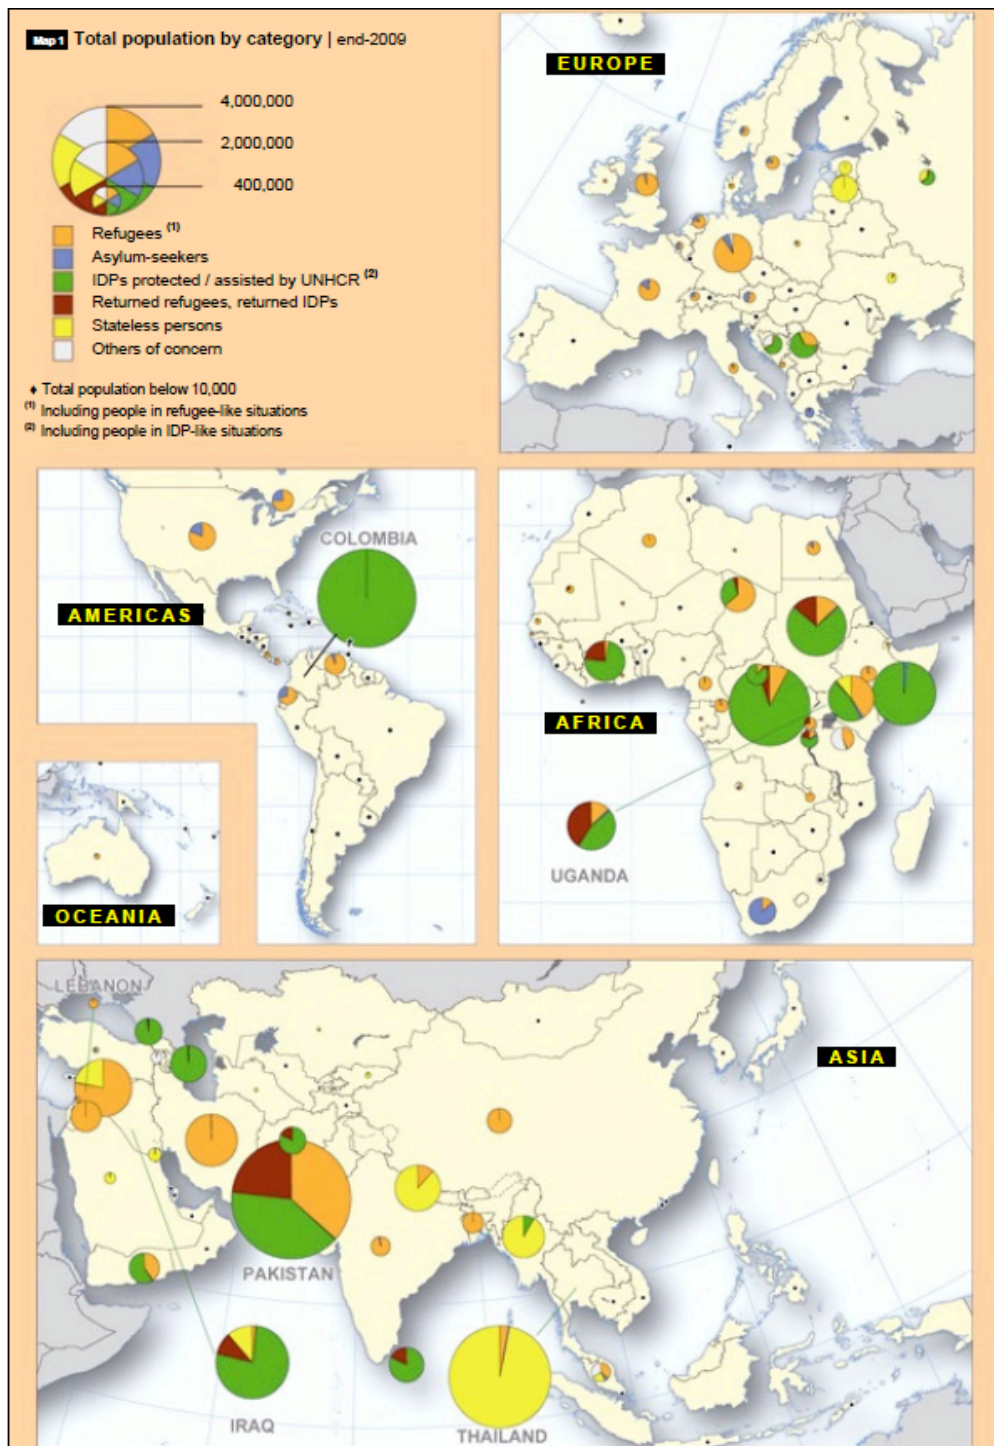 Map 1 Total population by category | end-2009
4,000,000
2,000,000
400,000
Refugees (1)
Asylum-seekers
IDPs protected / assisted by UNHCR (2)
Returned refugees, returned IDPs
Stateless persons
Others of concern
♦ Total population below 10,000
(1) Including people in refugee-like situations
(2) Including people in IDP-like situations
EUROPE
COLOMBIA
AMERICAS
AFRICA
UGANDA
OCEANIA
LEBANON
ASIA
PAKISTAN
IRAQ
THAILAND